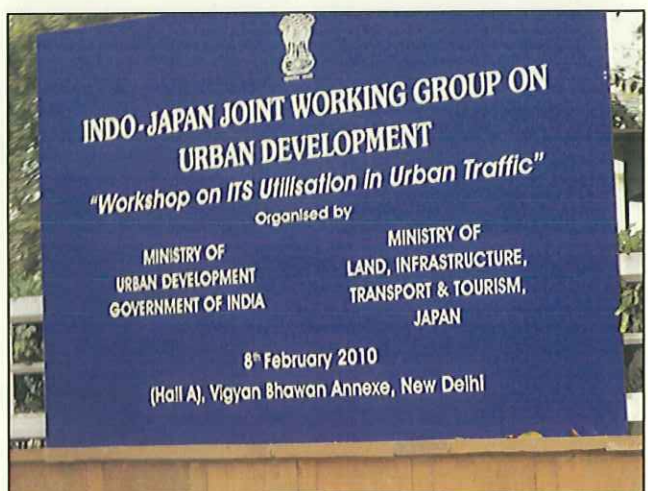 INDO-JAPAN JOINT WORKING GROUP ON
URBAN DEVELOPMENT
"Workshop on ITS Utilisation in Urban Traffic"
Organised by
MINISTRY OF
URBAN DEVELOPMENT
GOVERNMENT OF INDIA
MINISTRY OF
LAND, INFRASTRUCTURE,
TRANSPORT & TOURISM,
JAPAN
8th February 2010
(Hall A), Vigyan Bhawan Annexe, New Delhi